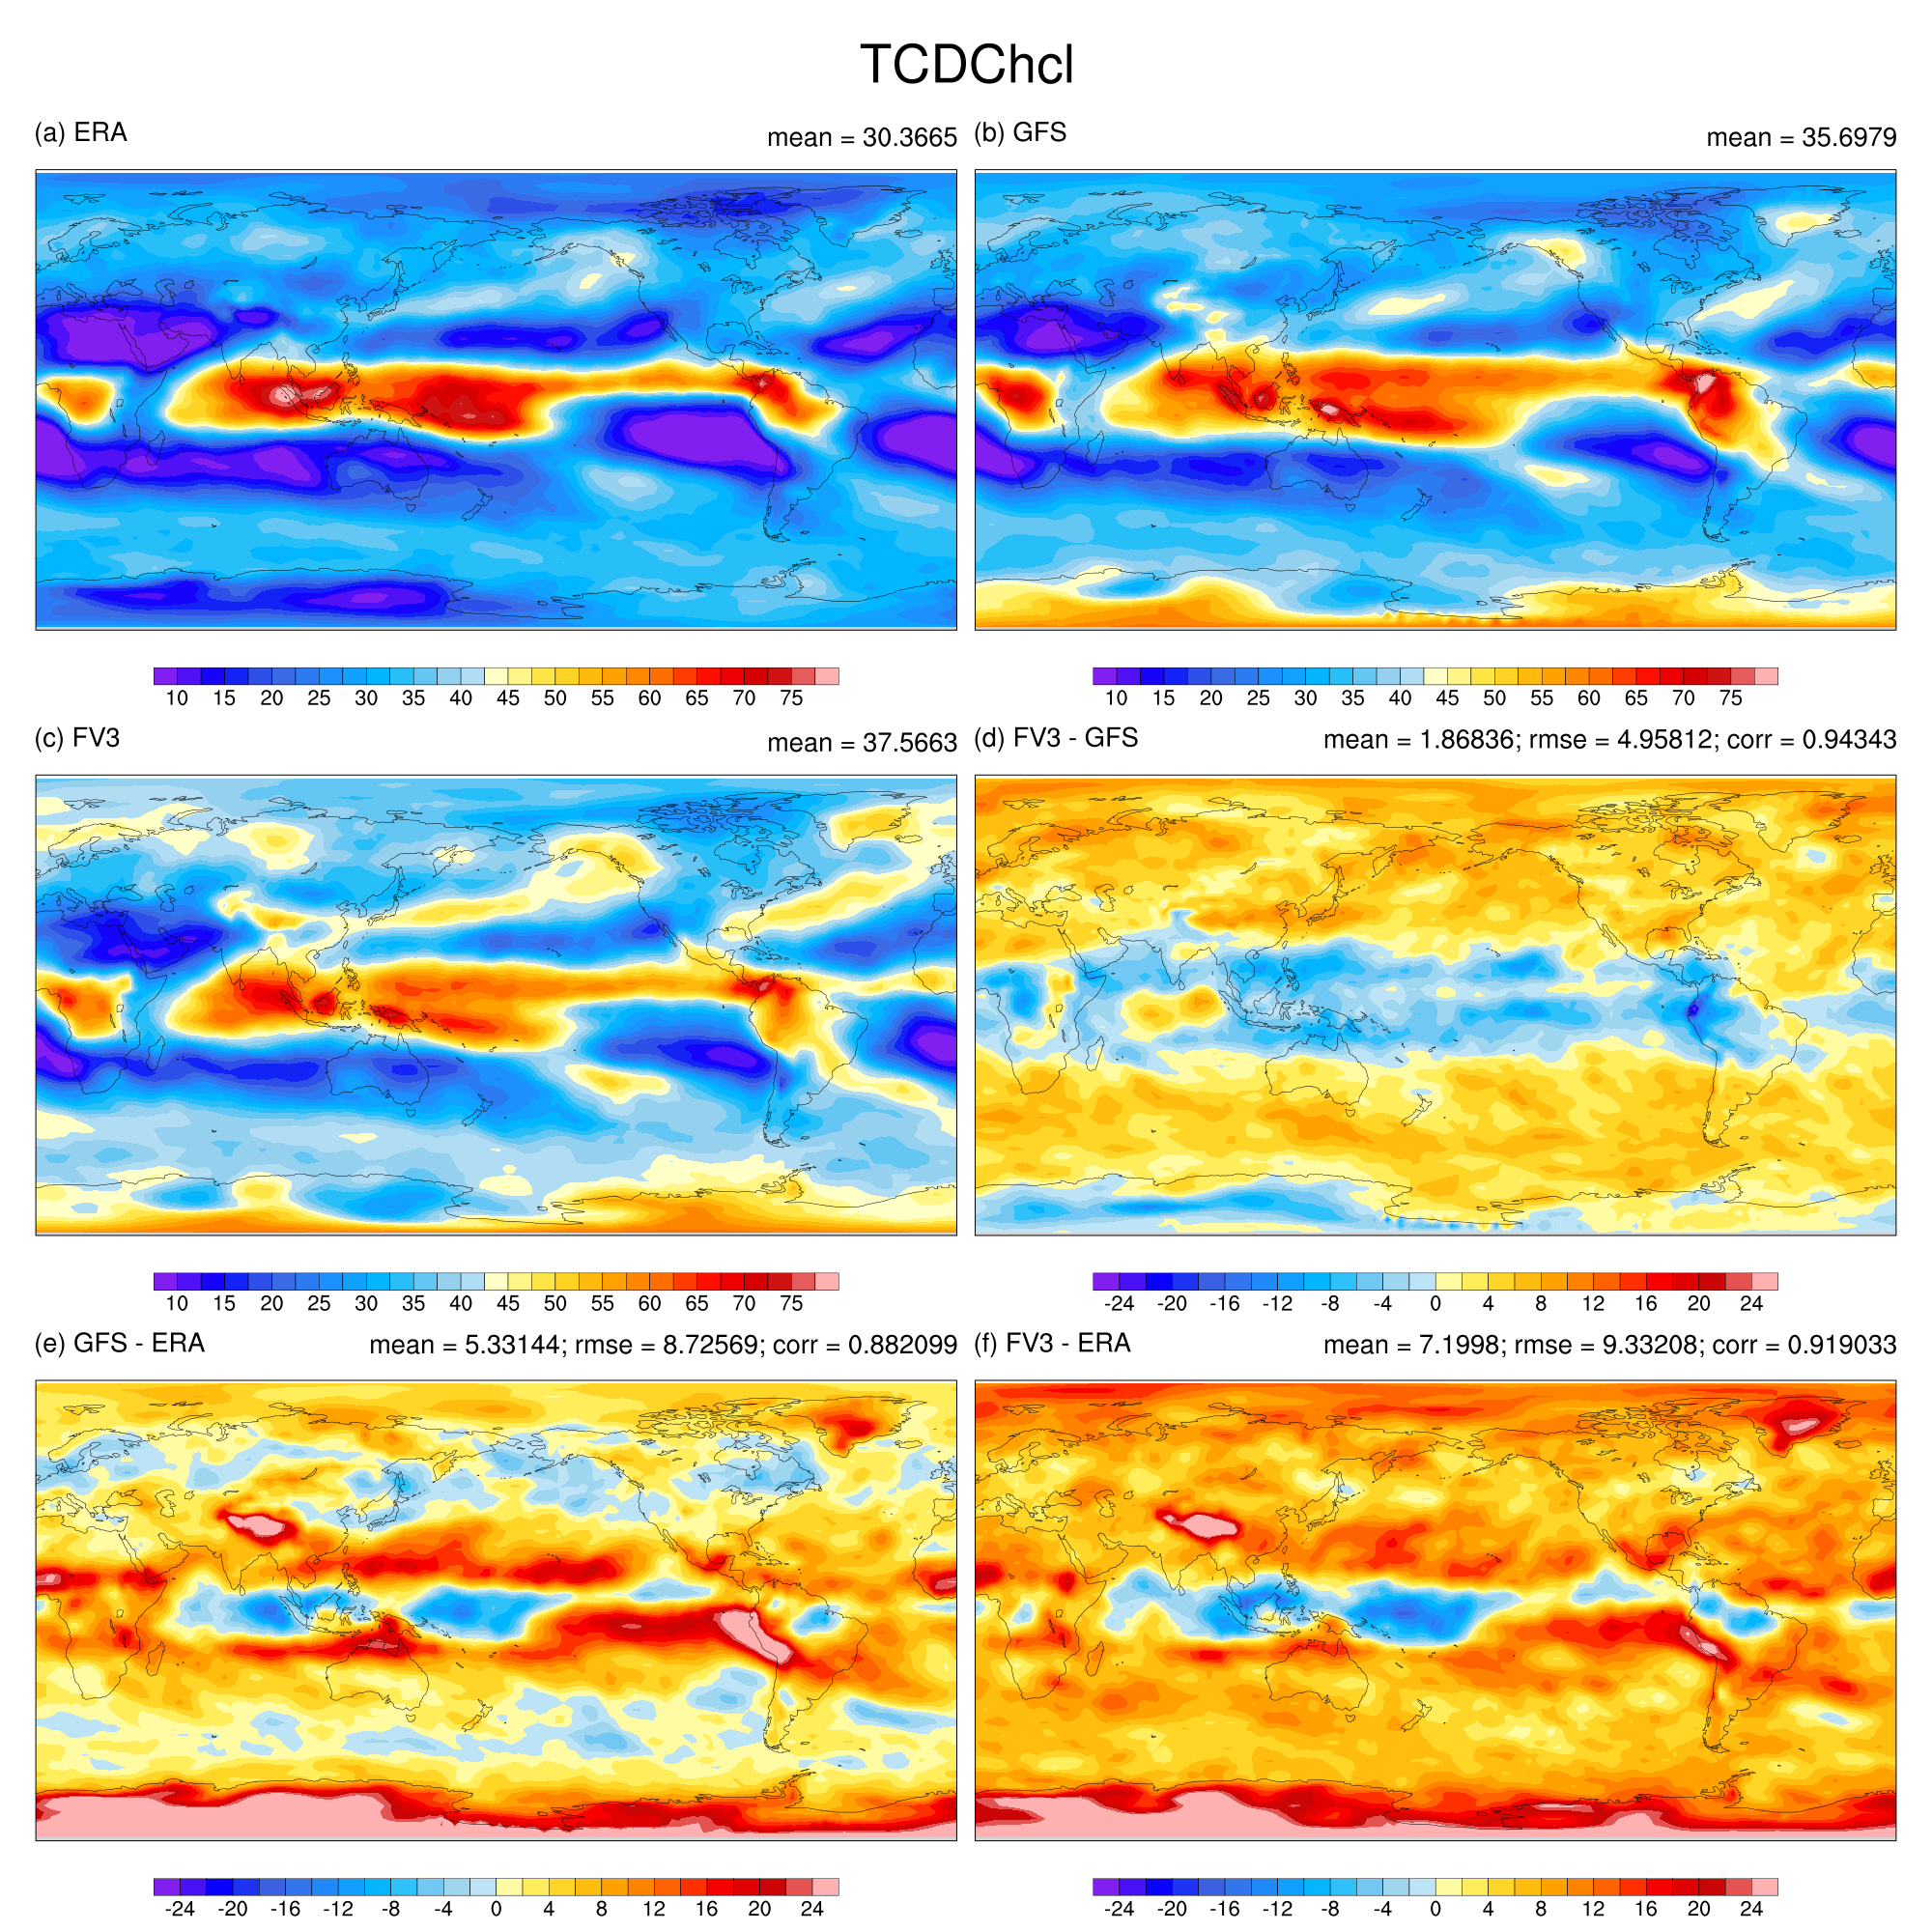 TCDChcl
(a) ERA mean = 30.3665
(b) GFS mean = 35.6979
10 15 20 25 30 35 40 45 50 55 60 65 70 75
10 15 20 25 30 35 40 45 50 55 60 65 70 75
(c) FV3 mean = 37.5663
(d) FV3 - GFS mean = 1.86836; rmse = 4.95812; corr = 0.94343
10 15 20 25 30 35 40 45 50 55 60 65 70 75
-24 -20 -16 -12 -8 -4 0 4 8 12 16 20 24
(e) GFS - ERA mean = 5.33144; rmse = 8.72569; corr = 0.882099
(f) FV3 - ERA mean = 7.1998; rmse = 9.33208; corr = 0.919033
-24 -20 -16 -12 -8 -4 0 4 8 12 16 20 24
-24 -20 -16 -12 -8 -4 0 4 8 12 16 20 24